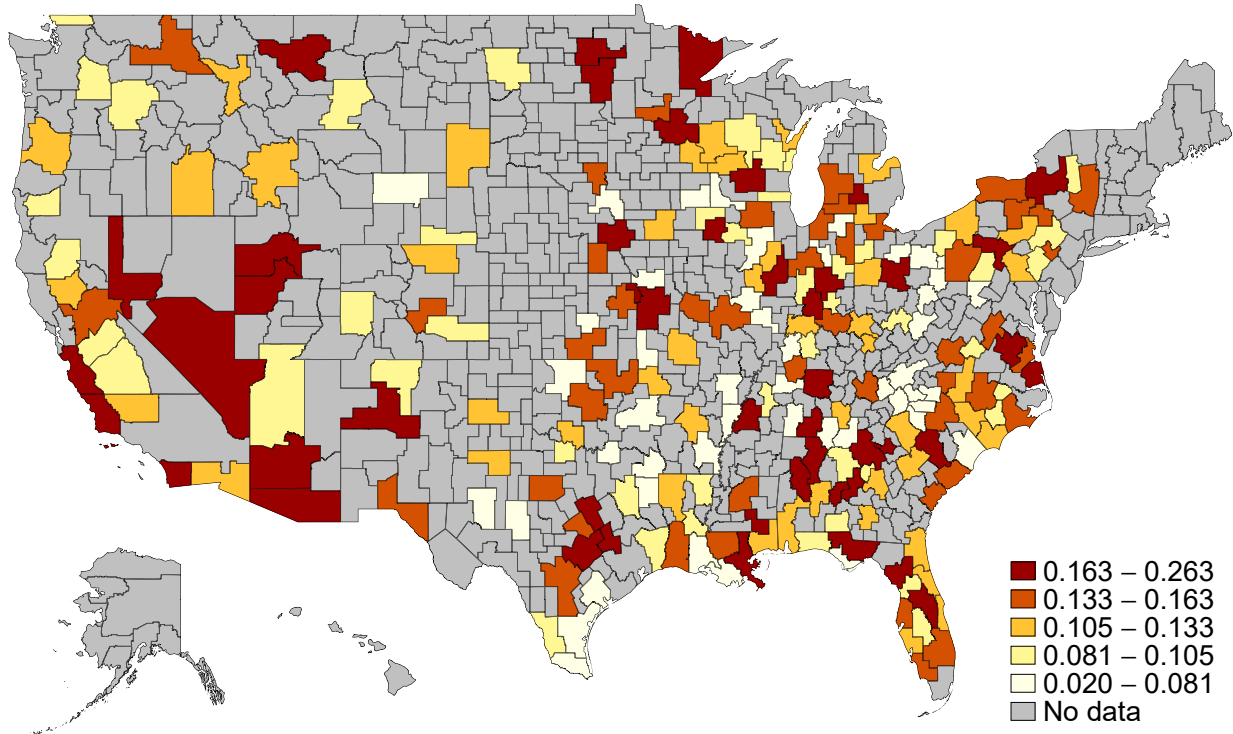 0.163 – 0.263
0.133 – 0.163
0.105 – 0.133
0.081 – 0.105
0.020 – 0.081
No data